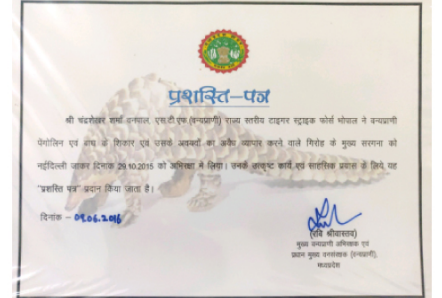 प्रशस्ति-पत्र
श्री चंद्रशेखर शर्मा वनपाल, एस.टी.एफ (वन्यप्राणी) राज्य स्तरीय टाइगर स्ट्राइक फोर्स भोपाल ने वन्यप्राणी
पेंगोलिन एवं बाघ के शिकार एवं उसके अवयवों का अवैध व्यापार करने वाले गिरोह के मुख्य सरगना को
नईदिल्ली जाकर दिनांक 29.10.2015 को अभिरक्षा में लिया। उनके उत्कृष्ट कार्य एवं साहसिक प्रयास के लिये यह
"प्रशस्ति पत्र" प्रदान किया जाता है।
दिनांक – 09.06.2016
(रवि श्रीवास्तव)
मुख्य वन्यप्राणी अभिरक्षक एवं
प्रधान मुख्य वनसंरक्षक (वन्यप्राणी),
मध्यप्रदेश